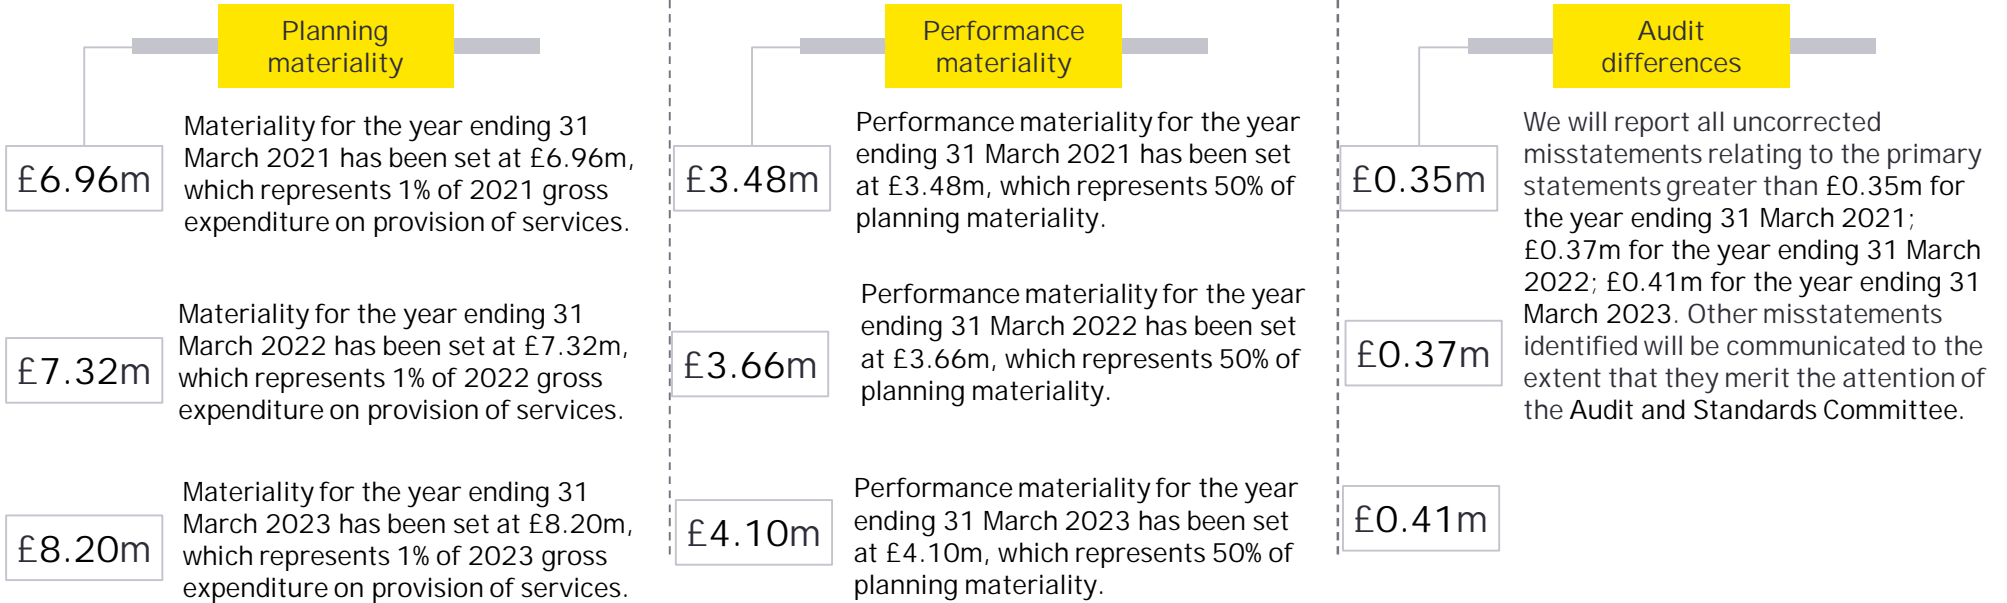 Planning
materiality
£6.96m
Materiality for the year ending 31
March 2021 has been set at £6.96m,
which represents 1% of 2021 gross
expenditure on provision of services.
£7.32m
Materiality for the year ending 31
March 2022 has been set at £7.32m,
which represents 1% of 2022 gross
expenditure on provision of services.
£8.20m
Materiality for the year ending 31
March 2023 has been set at £8.20m,
which represents 1% of 2023 gross
expenditure on provision of services.
Performance
materiality
£3.48m
Performance materiality for the year
ending 31 March 2021 has been set
at £3.48m, which represents 50% of
planning materiality.
£3.66m
Performance materiality for the year
ending 31 March 2022 has been set
at £3.66m, which represents 50% of
planning materiality.
£4.10m
Performance materiality for the year
ending 31 March 2023 has been set
at £4.10m, which represents 50% of
planning materiality.
Audit
differences
£0.35m
£0.37m
£0.41m
We will report all uncorrected
misstatements relating to the primary
statements greater than £0.35m for
the year ending 31 March 2021;
£0.37m for the year ending 31 March
2022; £0.41m for the year ending 31
March 2023. Other misstatements
identified will be communicated to the
extent that they merit the attention of
the Audit and Standards Committee.